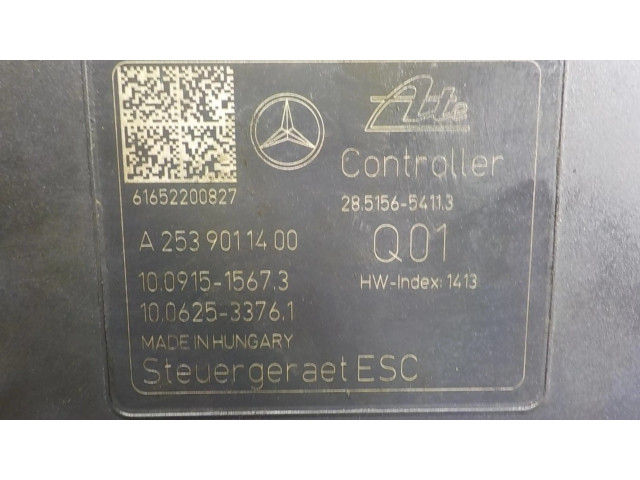 Ate
Controller
61652200827
28.5156-5411.3
A 253 901 14 00
Q01
10.0915-1567.3
HW-Index: 1413
10.0625-3376.1
MADE IN HUNGARY
Steuergeraet ESC